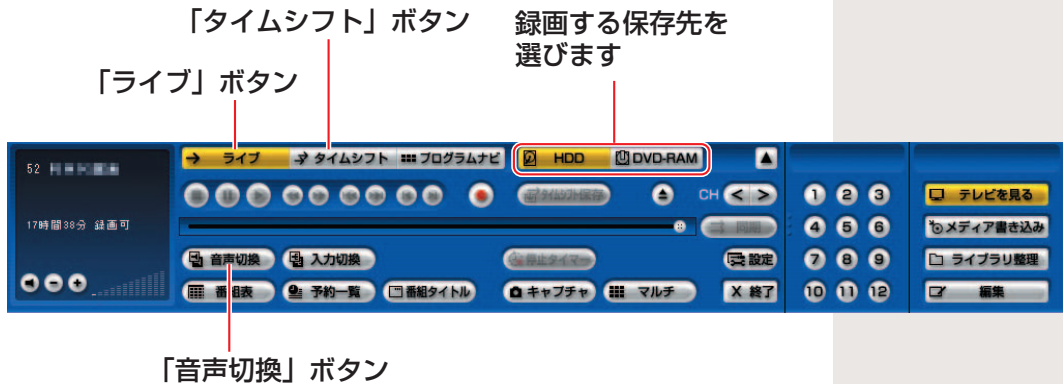 「タイムシフト」ボタン
録画する保存先を
選びます
「ライブ」ボタン
52
ライブ
タイムシフト
プログラムナビ
HDD
DVD-RAM
タイムシフト保存
CH
1 2 3
テレビを見る
17時間38分 録画可
同期
4 5 6
メディア書き込み
音声切換
入力切換
停止タイマー
設定
7 8 9
ライブラリ整理
番組表
予約一覧
番組タイトル
キャプチャ
マルチ
X 終了
10 11 12
編集
「音声切換」ボタン